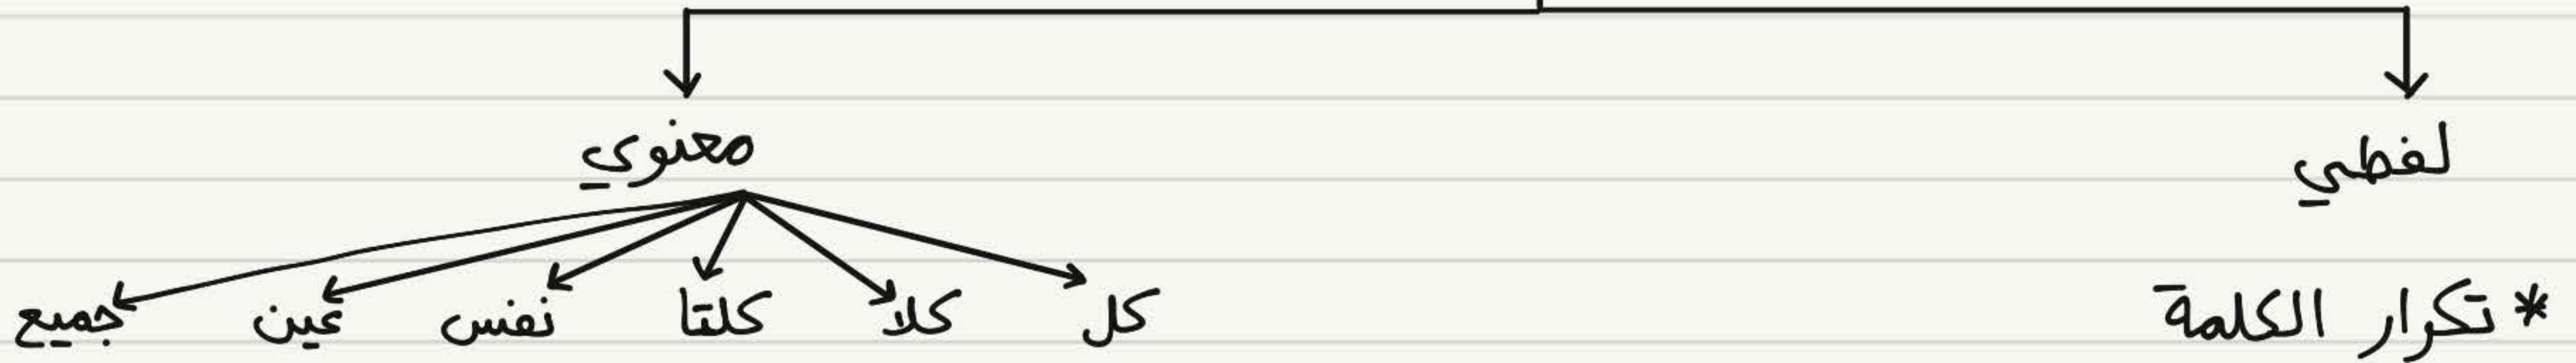 لفظي معنوي
* تكرار الكلمة كل كلا كلتا نفس عين جميع